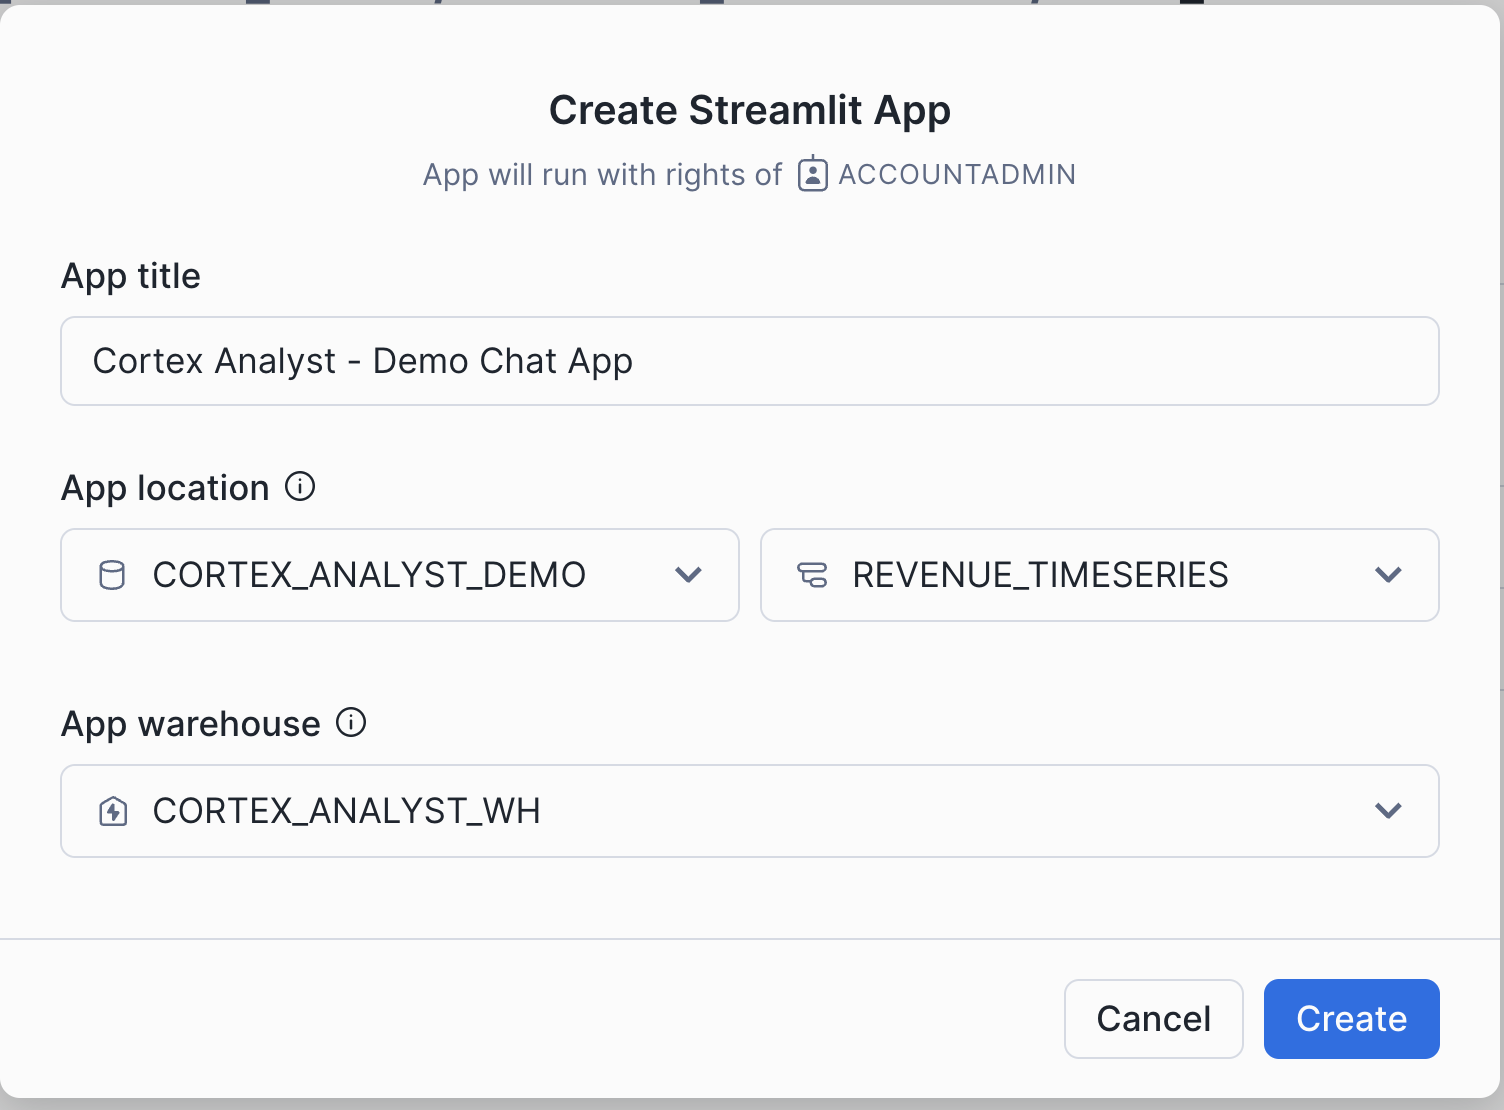 Create Streamlit App
App will run with rights of ACCOUNTADMIN
App title
Cortex Analyst - Demo Chat App
App location
CORTEX_ANALYST_DEMO REVENUE_TIMESERIES
App warehouse
CORTEX_ANALYST_WH
Cancel Create